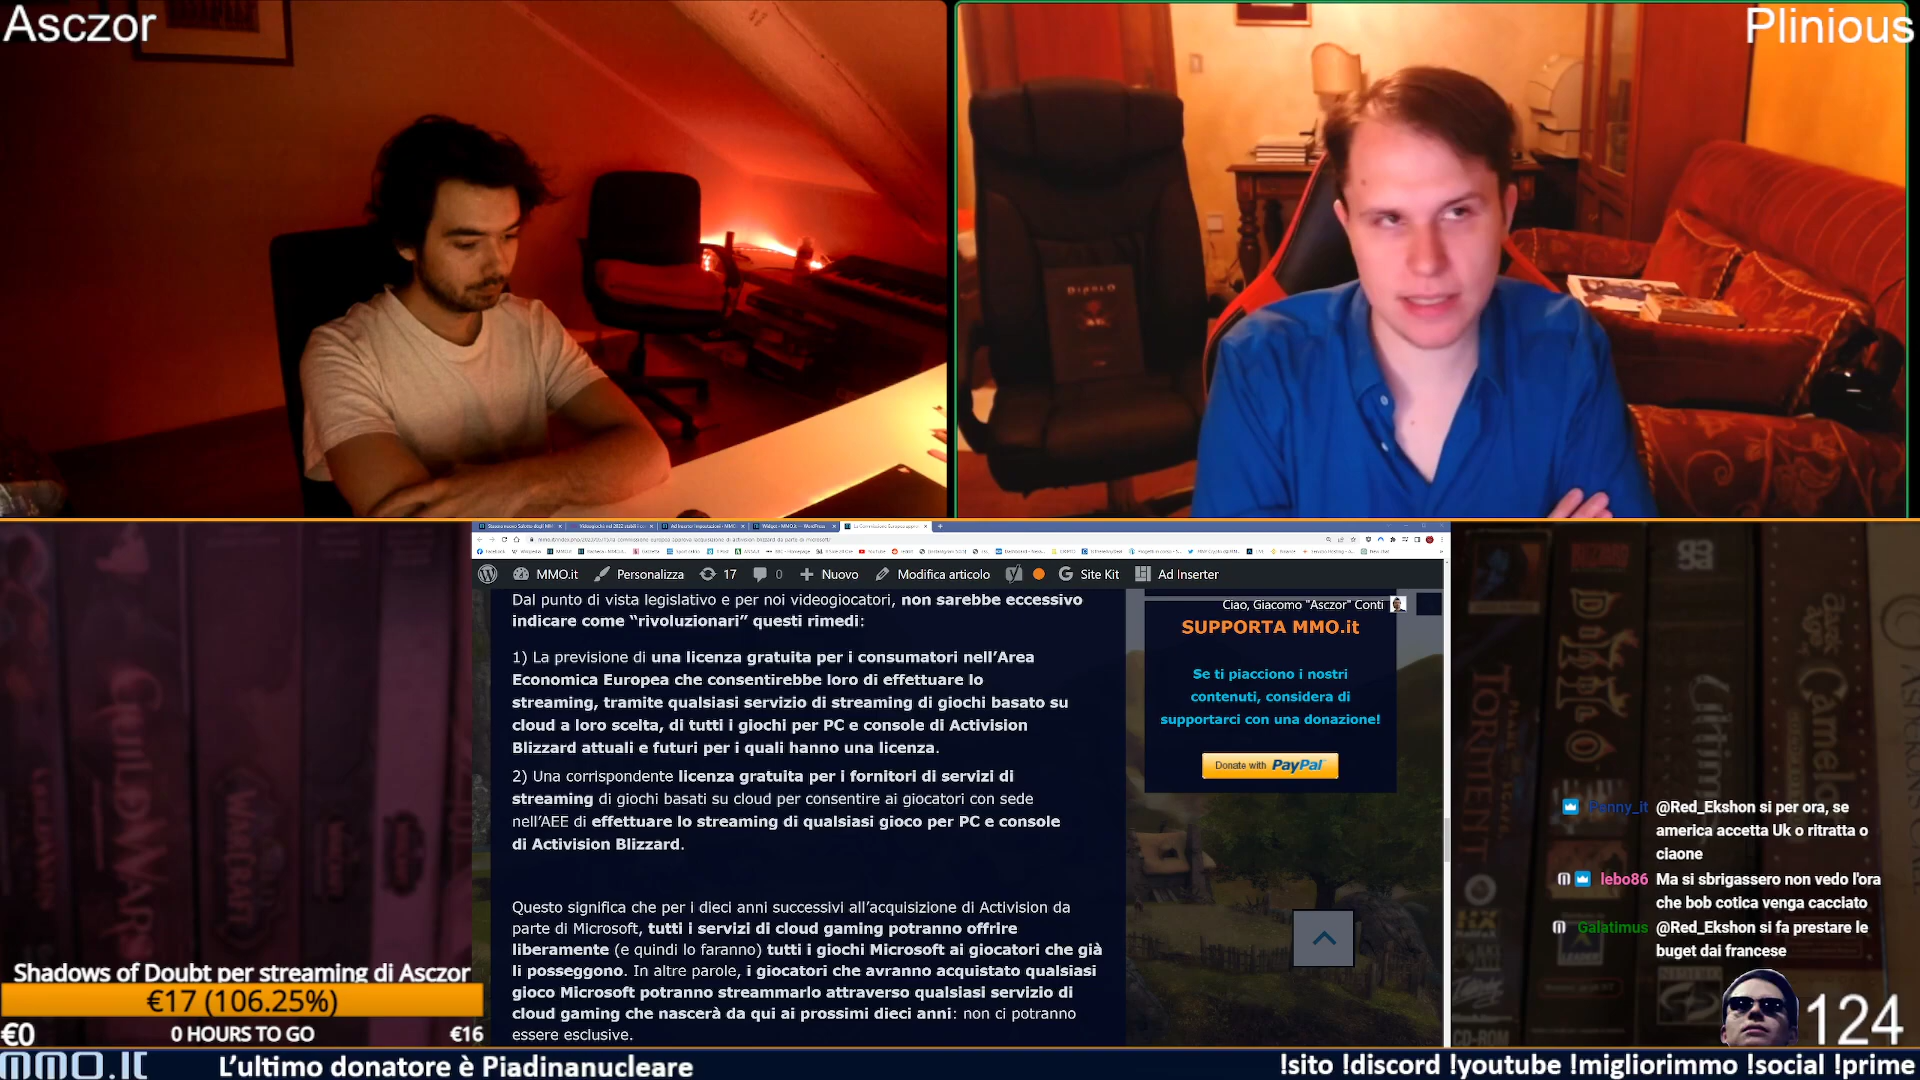 Asczor
Plinious
DIABLO
MMO.it
Personalizza
17
0
Nuovo
Modifica articolo
Site Kit
Ad Inserter
Ciao, Giacomo "Asczor" Conti
Dal punto di vista legislativo e per noi videogiocatori, non sarebbe eccessivo
indicare come “rivoluzionari” questi rimedi:
1) La previsione di una licenza gratuita per i consumatori nell’Area
Economica Europea che consentirebbe loro di effettuare lo
streaming, tramite qualsiasi servizio di streaming di giochi basato su
cloud a loro scelta, di tutti i giochi per PC e console di Activision
Blizzard attuali e futuri per i quali hanno una licenza.
2) Una corrispondente licenza gratuita per i fornitori di servizi di
streaming di giochi basati su cloud per consentire ai giocatori con sede
nell’AEE di effettuare lo streaming di qualsiasi gioco per PC e console
di Activision Blizzard.
Questo significa che per i dieci anni successivi all’acquisizione di Activision da
parte di Microsoft, tutti i servizi di cloud gaming potranno offrire
liberamente (e quindi lo faranno) tutti i giochi Microsoft ai giocatori che già
li posseggono. In altre parole, i giocatori che avranno acquistato qualsiasi
gioco Microsoft potranno streammarlo attraverso qualsiasi servizio di
cloud gaming che nascerà da qui ai prossimi dieci anni: non ci potranno
essere esclusive.
SUPPORTA MMO.it
Se ti piacciono i nostri
contenuti, considera di
supportarci con una donazione!
Donate with PayPal
GUILDWARS
WARCRAFT
TORMENT
Diablo
Ultima
Camelot
CD-ROM
Penny_it @Red_Ekshon si per ora, se
america accetta Uk o ritratta o
ciaone
lebo86 Ma si sbrigassero non vedo l'ora
che bob cotica venga cacciato
Galatimus @Red_Ekshon si fa prestare le
buget dai francese
124
Shadows of Doubt per streaming di Asczor
€17 (106.25%)
€0
0 HOURS TO GO
€16
MMO.IT
L’ultimo donatore è Piadinanucleare
!sito !discord !youtube !migliorimmo !social !prime